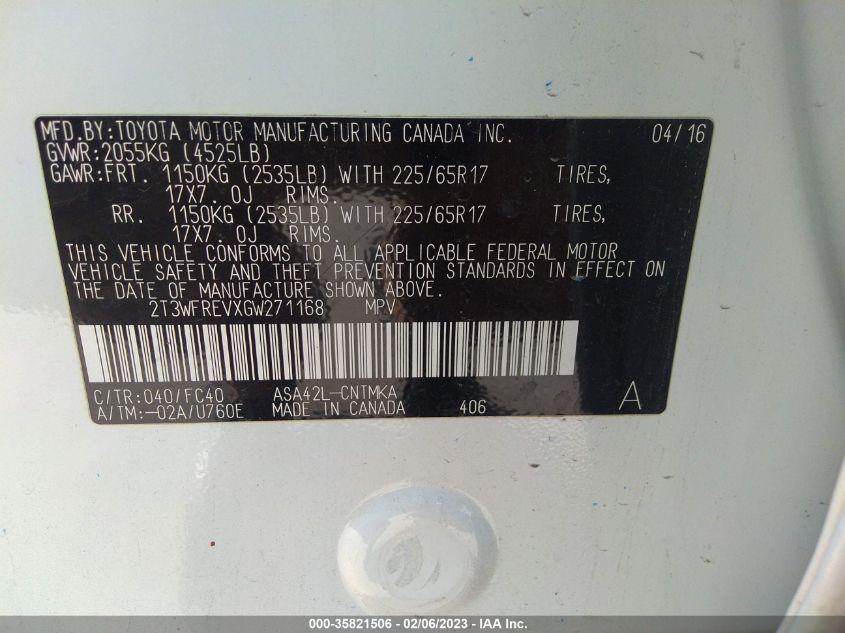 MFD.BY:TOYOTA MOTOR MANUFACTURING CANADA INC. 04/16
GVWR:2055KG (4525LB)
GAWR:FRT. 1150KG (2535LB) WITH 225/65R17 TIRES,
17X7.0J RIMS.
RR. 1150KG (2535LB) WITH 225/65R17 TIRES,
17X7.0J RIMS.
THIS VEHICLE CONFORMS TO ALL APPLICABLE FEDERAL MOTOR
VEHICLE SAFETY AND THEFT PREVENTION STANDARDS IN EFFECT ON
THE DATE OF MANUFACTURE SHOWN ABOVE.
2T3WFREVXGW271168 MPV
C/TR:040/FC40 ASA42L-CNTMKA
A/TM:-02A/U760E MADE IN CANADA 406 A
000-35821506 - 02/06/2023 - IAA Inc.